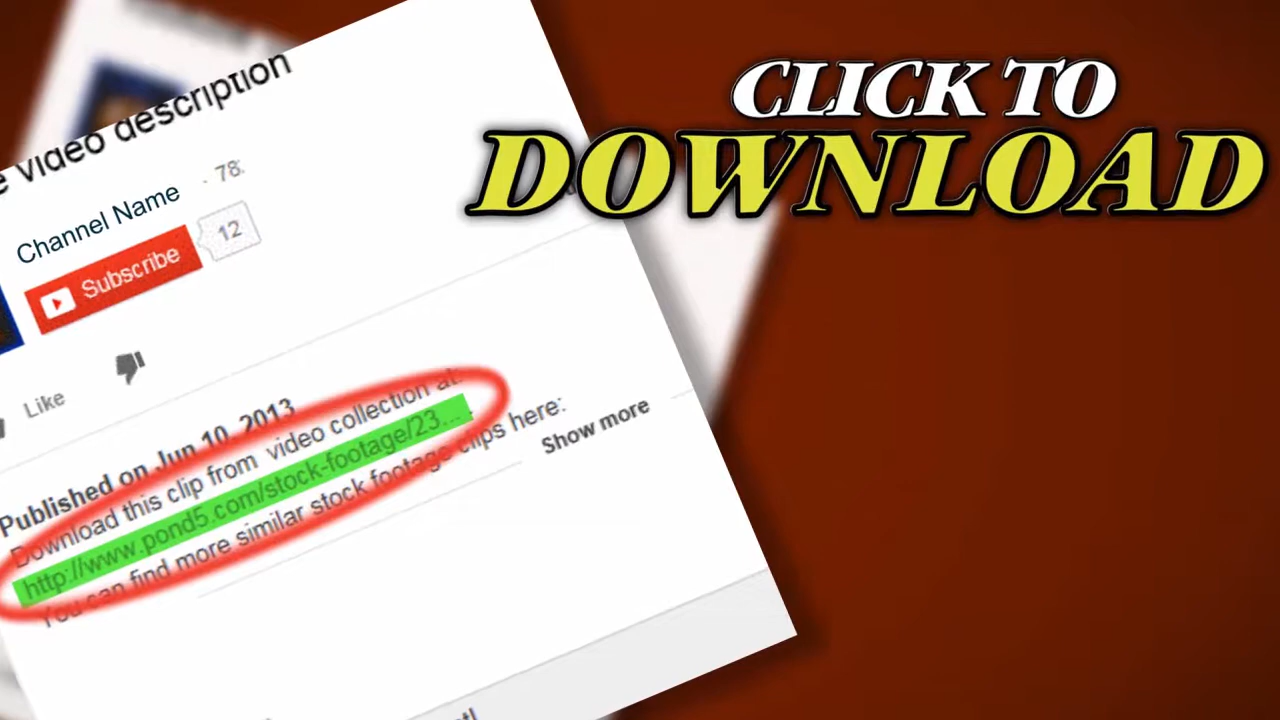 CLICK TO
DOWNLOAD
video description
Channel Name
78
Subscribe
12
Like
Published on Jun 10, 2013
Download this clip from video collection at:
http://www.pond5.com/stock-footage/23...
You can find more similar stock footage clips here:
Show more